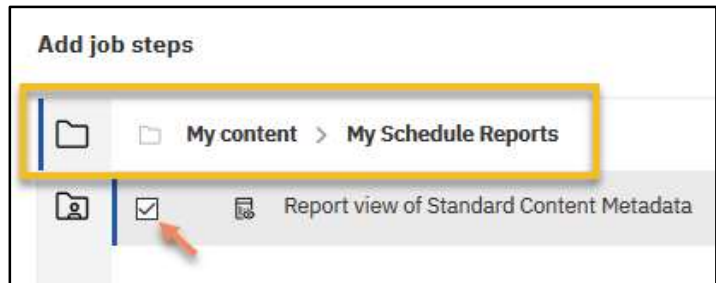 Add job steps
My content > My Schedule Reports
Report view of Standard Content Metadata